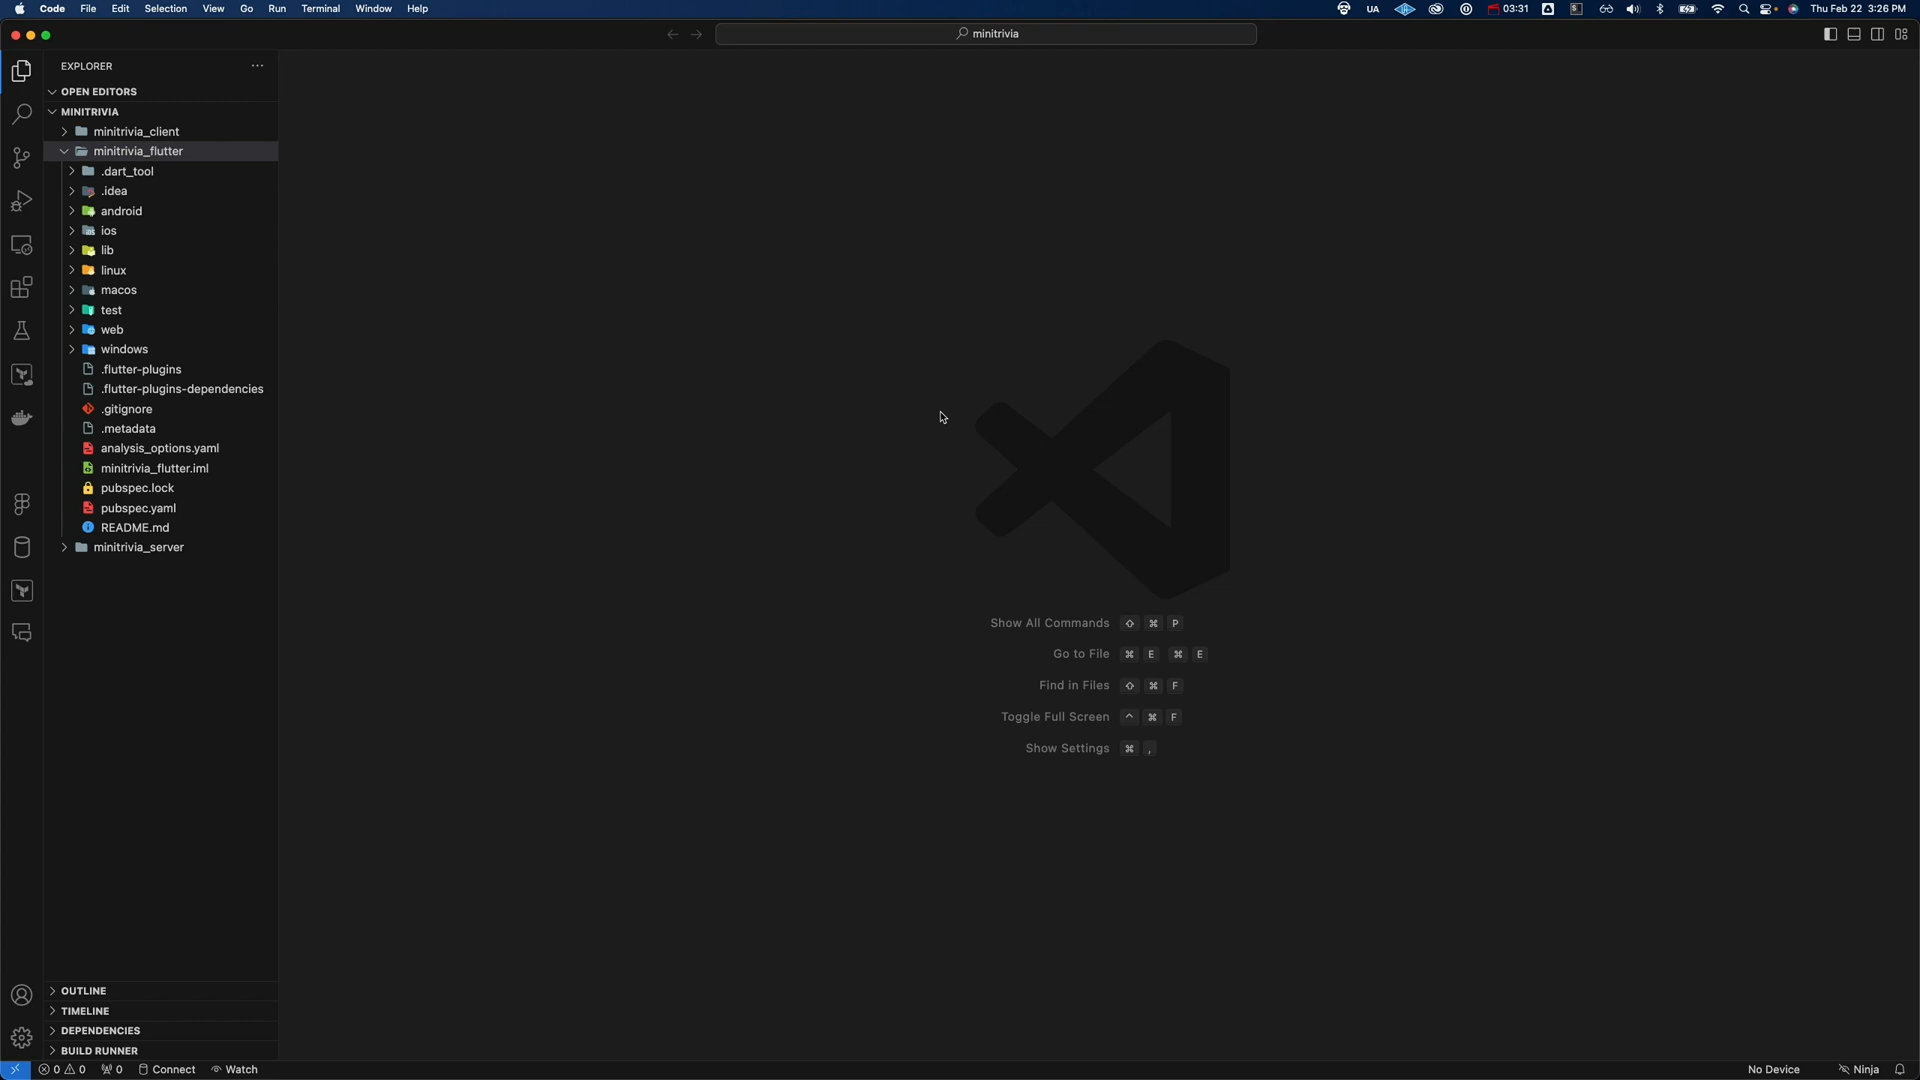 Code File Edit Selection View Go Run Terminal Window Help
UA 03:31 Thu Feb 22 3:26 PM
minitrivia
EXPLORER
OPEN EDITORS
MINITRIVIA
minitrivia_client
minitrivia_flutter
.dart_tool
.idea
android
ios
lib
linux
macos
test
web
windows
.flutter-plugins
.flutter-plugins-dependencies
.gitignore
.metadata
analysis_options.yaml
minitrivia_flutter.iml
pubspec.lock
pubspec.yaml
README.md
minitrivia_server
Show All Commands ⇧ ⌘ P
Go to File ⌘ E ⌘ E
Find in Files ⇧ ⌘ F
Toggle Full Screen ^ ⌘ F
Show Settings ⌘ ,
OUTLINE
TIMELINE
DEPENDENCIES
BUILD RUNNER
0 0 0 Connect Watch No Device Ninja